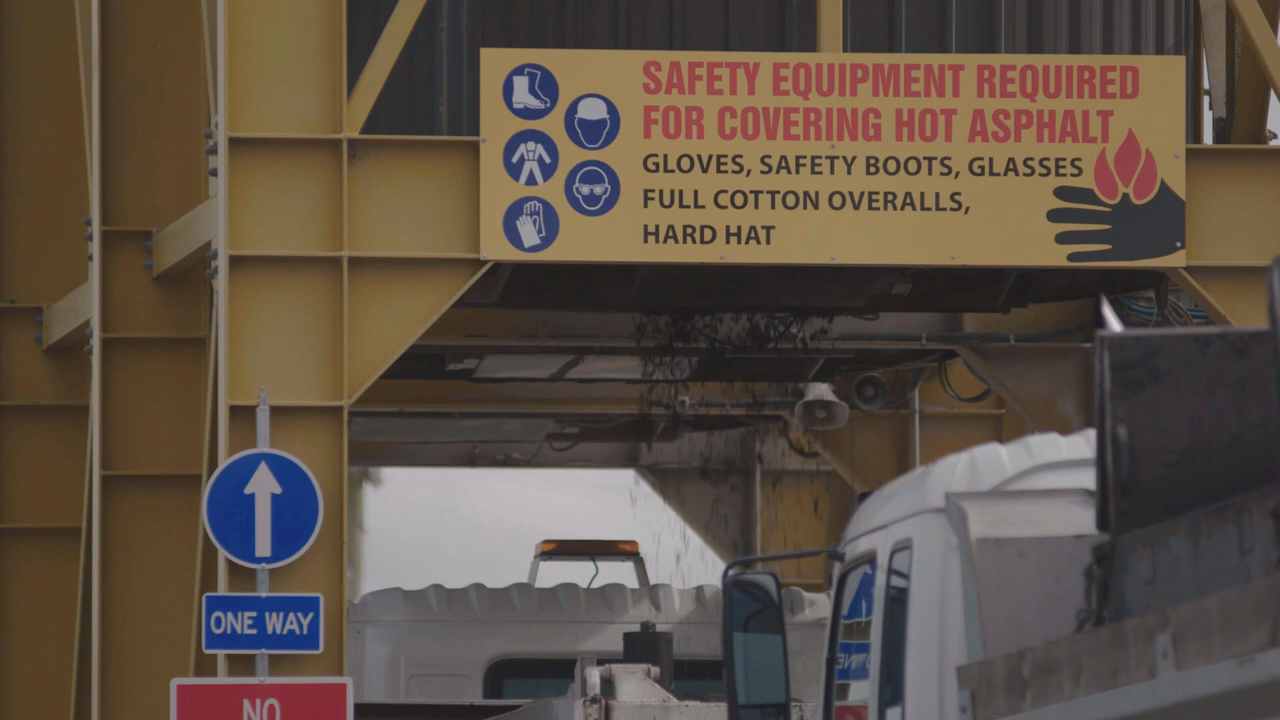 SAFETY EQUIPMENT REQUIRED
FOR COVERING HOT ASPHALT
GLOVES, SAFETY BOOTS, GLASSES
FULL COTTON OVERALLS,
HARD HAT
ONE WAY
NO